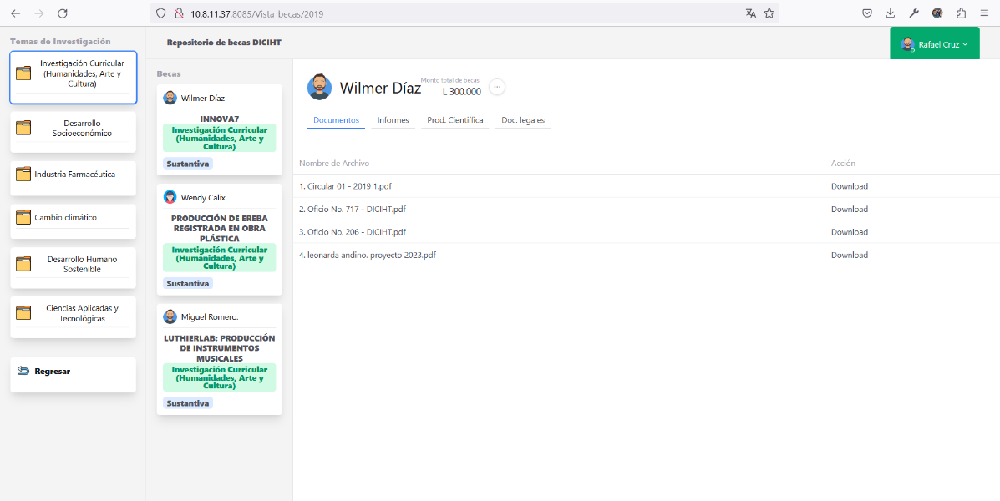 10.8.11.37:8085/Vista_becas/2019
Temas de Investigación
Investigación Curricular
(Humanidades, Arte y
Cultura)
Desarrollo
Socioeconómico
Industria Farmacéutica
Cambio climático
Desarrollo Humano
Sostenible
Ciencias Aplicadas y
Tecnológicas
Regresar
Repositorio de becas DICIHT
Rafael Cruz
Becas
Wilmer Díaz
INNOVA7
Investigación Curricular
(Humanidades, Arte y
Cultura)
Sustantiva
Wendy Calix
PRODUCCIÓN DE EREBA
REGISTRADA EN OBRA
PLÁSTICA
Investigación Curricular
(Humanidades, Arte y
Cultura)
Sustantiva
Miguel Romero.
LUTHIERLAB: PRODUCCIÓN
DE INSTRUMENTOS
MUSICALES
Investigación Curricular
(Humanidades, Arte y
Cultura)
Sustantiva
Wilmer Díaz
Monto total de becas:
L 300.000
Documentos Informes Prod. Científica Doc. legales
Nombre de Archivo Acción
1. Circular 01 - 2019 1.pdf Download
2. Oficio No. 717 - DICIHT.pdf Download
3. Oficio No. 206 - DICIHT.pdf Download
4. leonarda andino. proyecto 2023.pdf Download